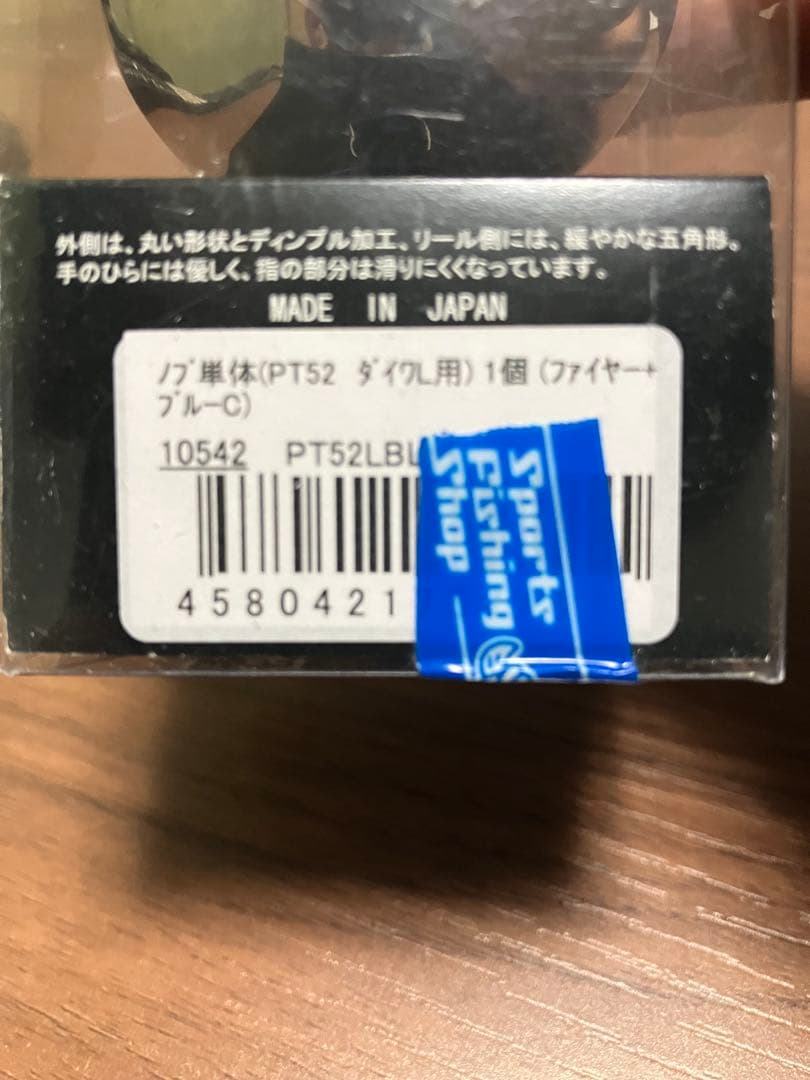 外側は、丸い形状とディンプル加工、リール側には、緩やかな五角形。
手のひらには優しく、指の部分は滑りにくくなっています。
MADE IN JAPAN
ﾉﾌﾞ単体(PT52 ﾀﾞｲﾜL用) 1個 (ﾌｧｲﾔｰ+
ﾌﾞﾙｰC)
10542 PT52LBL
4580421
Sports
Fishing
Shop